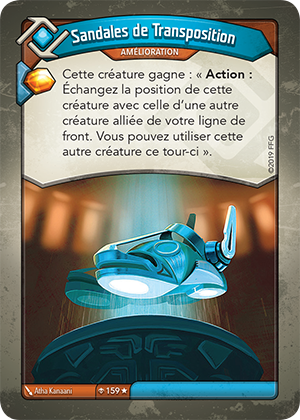 Sandales de Transposition
AMÉLIORATION
Cette créature gagne : « Action :
Échangez la position de cette
créature avec celle d'une autre
créature alliée de votre ligne de
front. Vous pouvez utiliser cette
autre créature ce tour-ci ».
©2019 FFG
Atha Kanaani
159